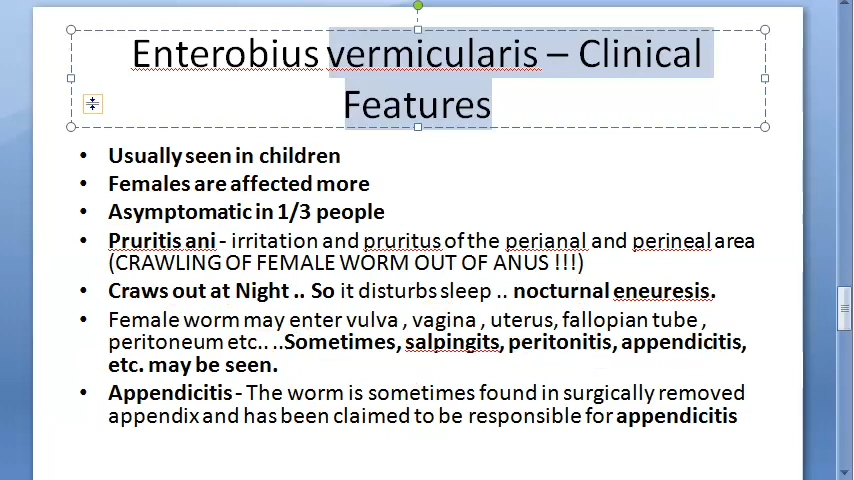 Enterobius vermicularis – Clinical
Features
• Usually seen in children
• Females are affected more
• Asymptomatic in 1/3 people
• Pruritis ani - irritation and pruritus of the perianal and perineal area
(CRAWLING OF FEMALE WORM OUT OF ANUS !!!)
• Craws out at Night .. So it disturbs sleep .. nocturnal eneuresis.
• Female worm may enter vulva , vagina , uterus, fallopian tube ,
peritoneum etc.. ..Sometimes, salpingits, peritonitis, appendicitis,
etc. may be seen.
• Appendicitis - The worm is sometimes found in surgically removed
appendix and has been claimed to be responsible for appendicitis